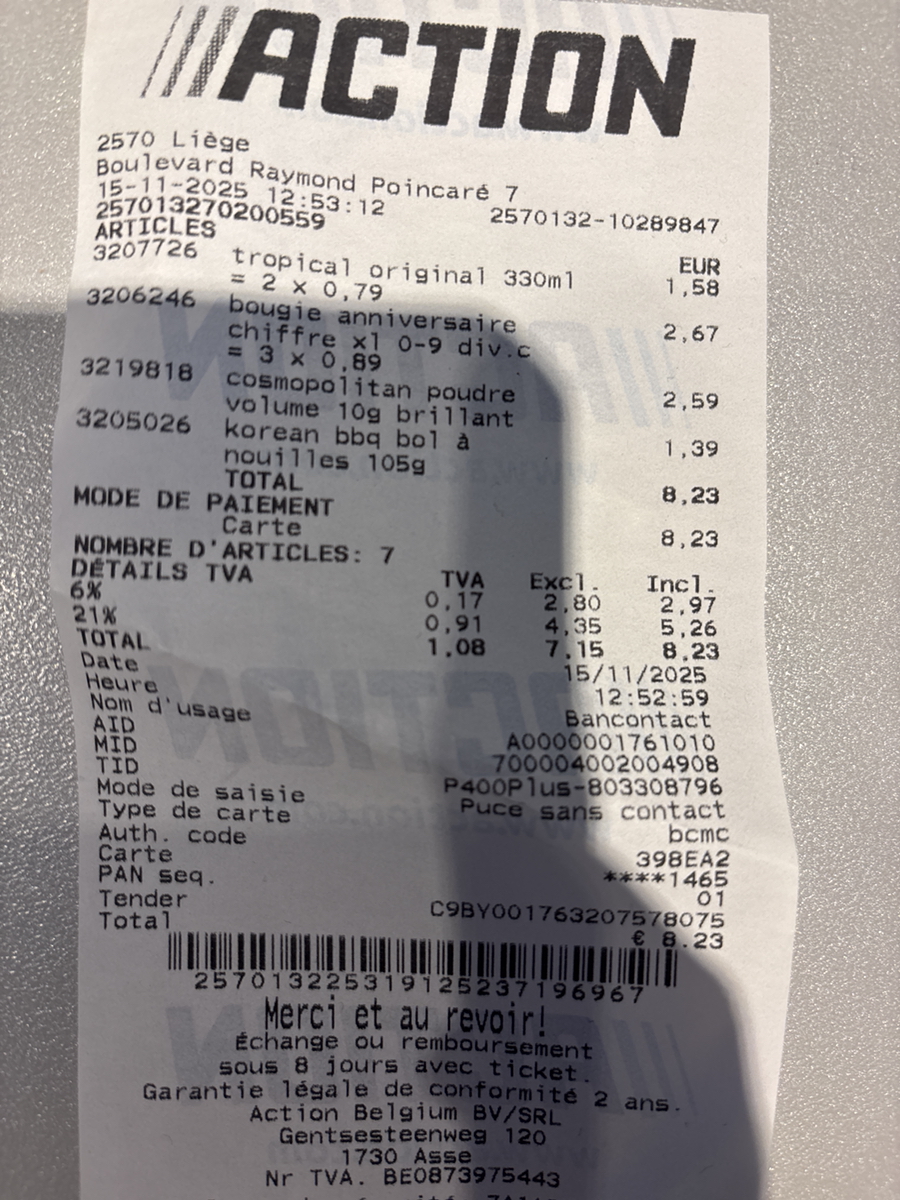 ACTION
2570 Liège
Boulevard Raymond Poincaré 7
15-11-2025 12:53:12 2570132-10289847
257013270200559
ARTICLES EUR
3207726 tropical original 330ml 1,58
= 2 x 0,79
3206246 bougie anniversaire 2,67
chiffre x1 0-9 div.c
= 3 x 0,89
3219818 cosmopolitan poudre 2,59
volume 10g brillant
3205026 korean bbq bol à 1,39
nouilles 105g
TOTAL 8,23
MODE DE PAIEMENT
Carte 8,23
NOMBRE D'ARTICLES: 7
DÉTAILS TVA TVA Excl. Incl.
6% 0,17 2,80 2,97
21% 0,91 4,35 5,26
TOTAL 1,08 7,15 8,23
Date 15/11/2025
Heure 12:52:59
Nom d'usage Bancontact
AID A0000001761010
MID 700004002004908
TID P400Plus-803308796
Mode de saisie Puce sans contact
Type de carte bcmc
Auth. code 398EA2
Carte ****1465
PAN seq. 01
Tender C9BY001763207578075
Total € 8.23
2570132253191252371 96967
Merci et au revoir!
Échange ou remboursement
sous 8 jours avec ticket.
Garantie légale de conformité 2 ans.
Action Belgium BV/SRL
Gentsesteenweg 120
1730 Asse
Nr TVA. BE0873975443